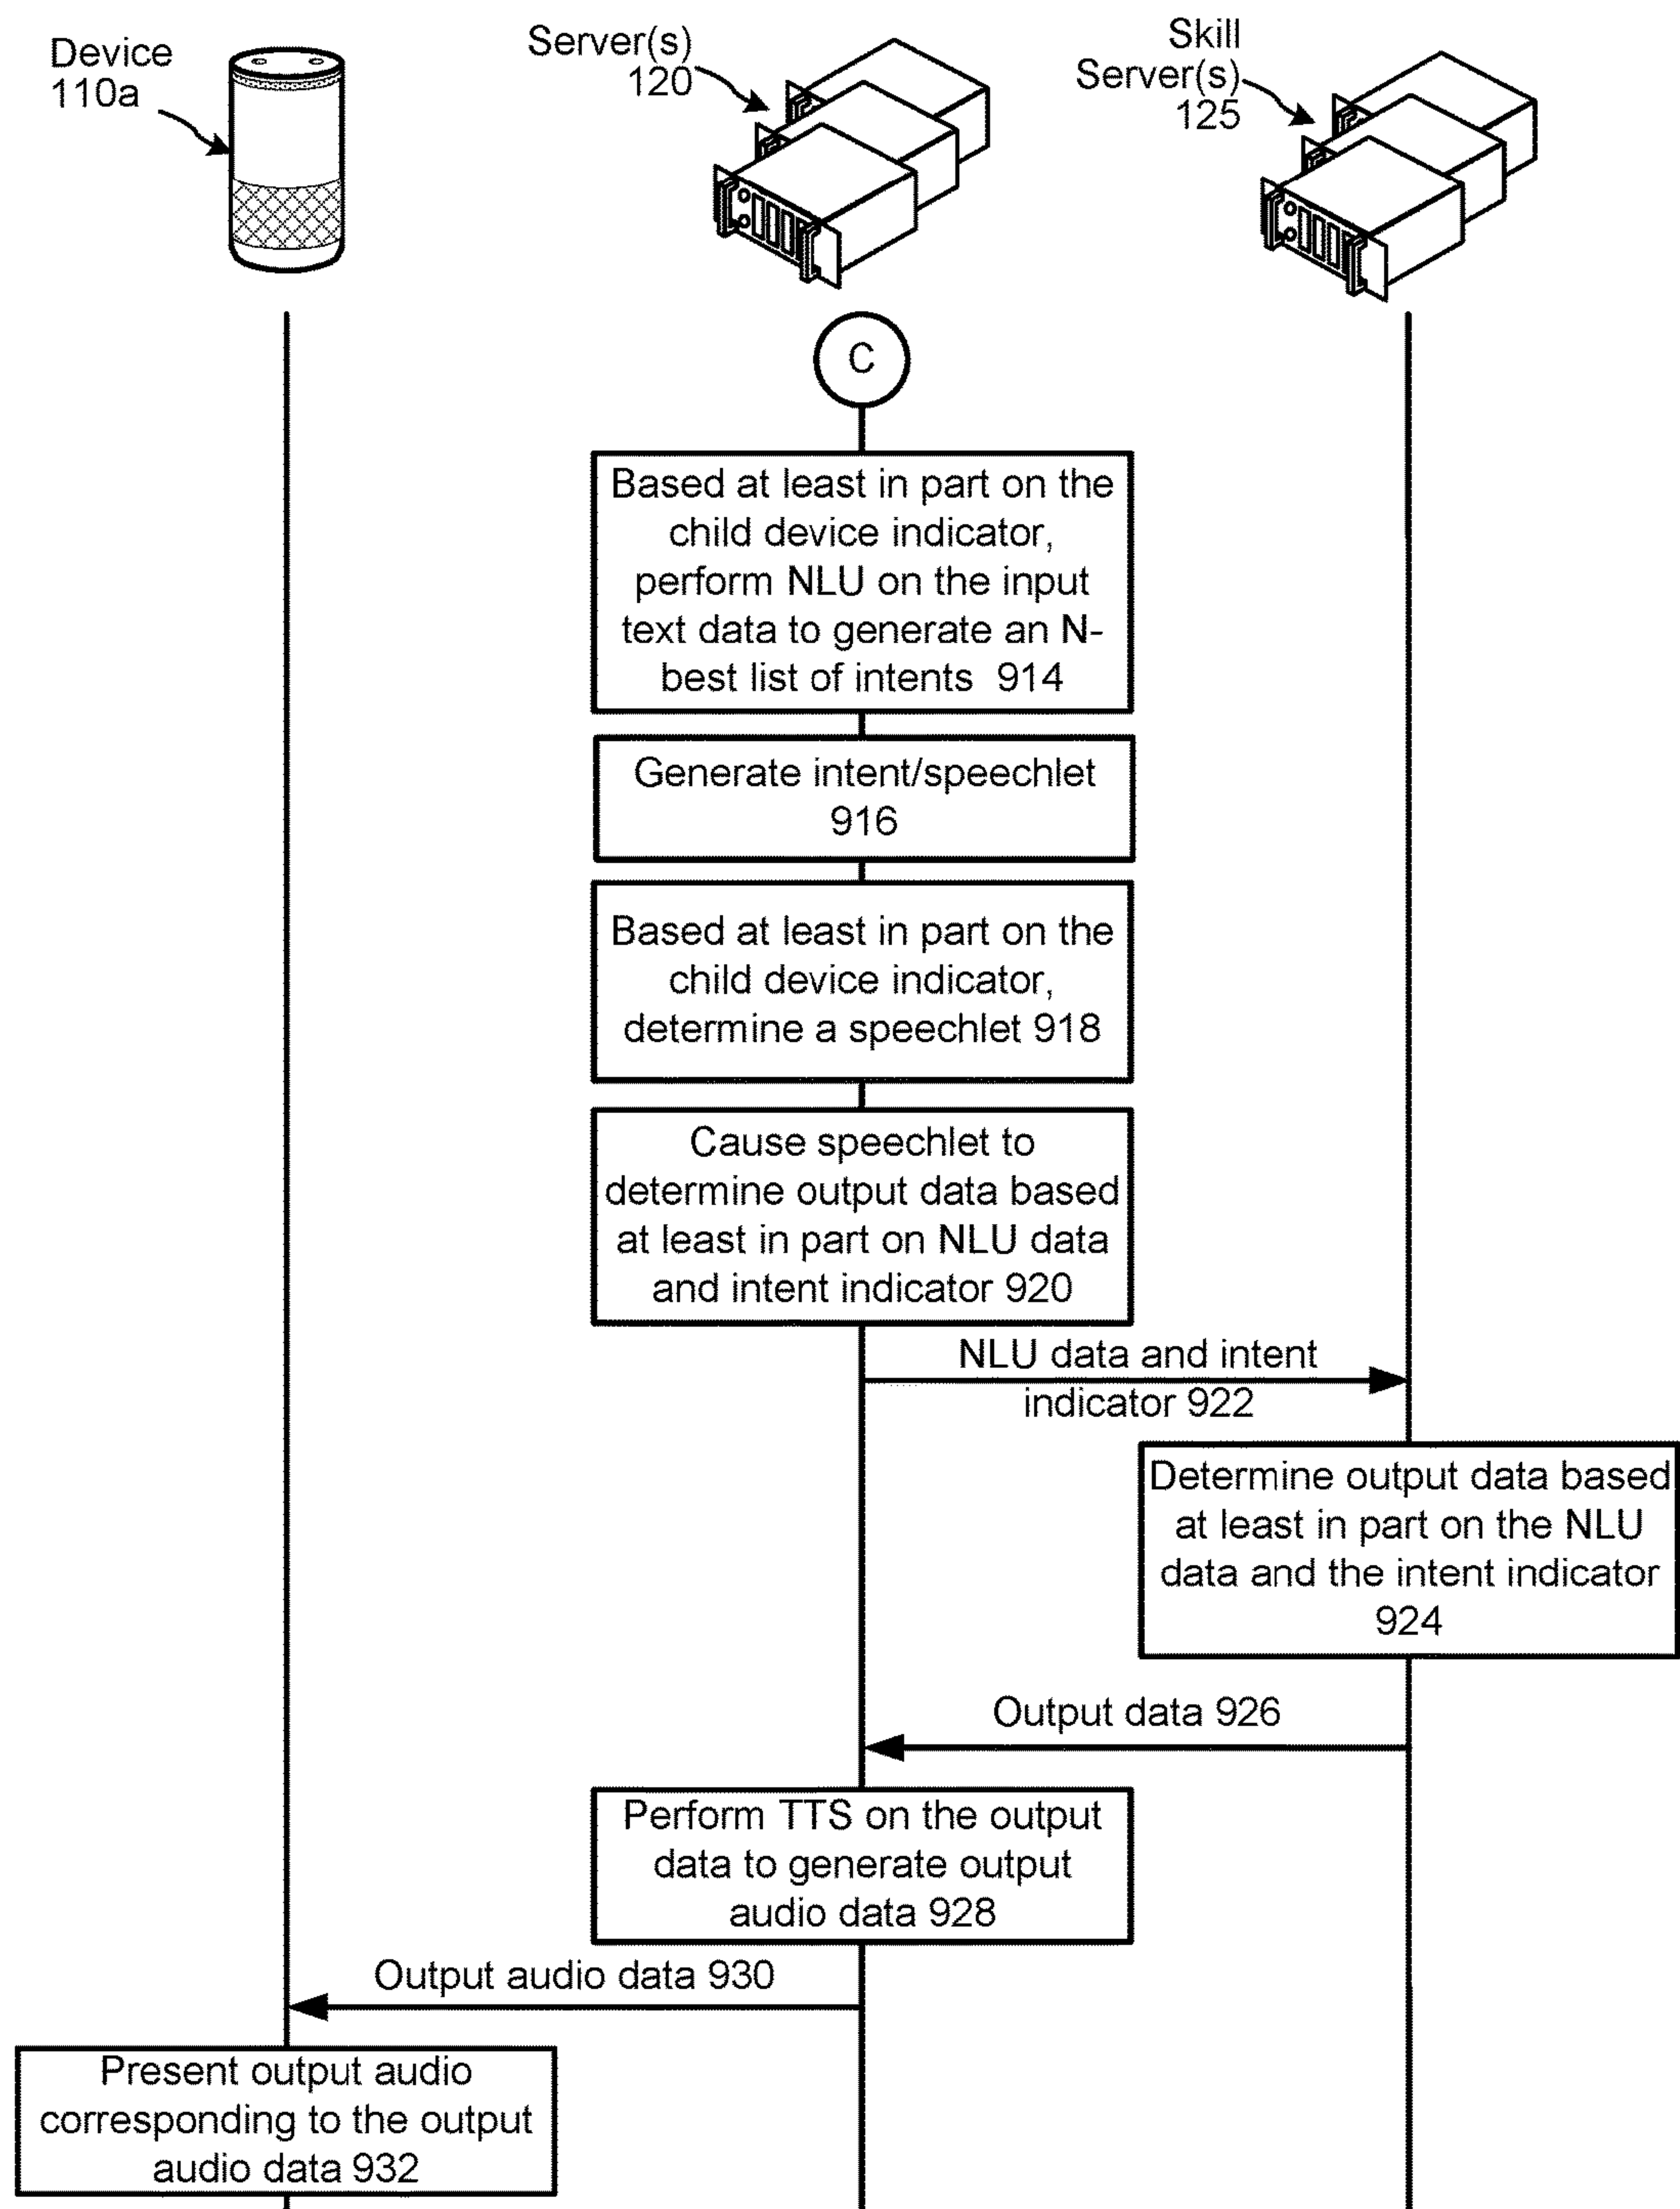 Device
110a
Server(s)
120
Skill
Server(s)
125
C
Based at least in part on the
child device indicator,
perform NLU on the input
text data to generate an N-
best list of intents 914
Generate intent/speechlet
916
Based at least in part on the
child device indicator,
determine a speechlet 918
Cause speechlet to
determine output data based
at least in part on NLU data
and intent indicator 920
NLU data and intent
indicator 922
Determine output data based
at least in part on the NLU
data and the intent indicator
924
Output data 926
Perform TTS on the output
data to generate output
audio data 928
Output audio data 930
Present output audio
corresponding to the output
audio data 932